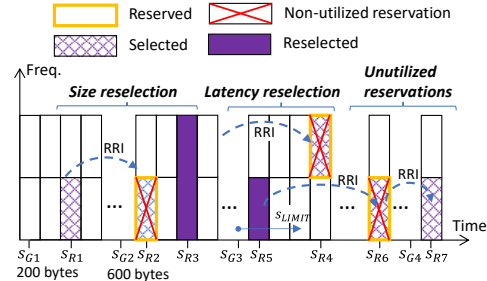 Reserved Non-utilized reservation
Selected Reselected
Freq.
Size reselection Latency reselection Unutilized
reservations
RRI RRI RRI RRI
... ... ... ...
s_LIMIT
Time
s_G1 s_R1 s_G2 s_R2 s_R3 s_G3 s_R5 s_R4 s_R6 s_G4 s_R7
200 bytes 600 bytes